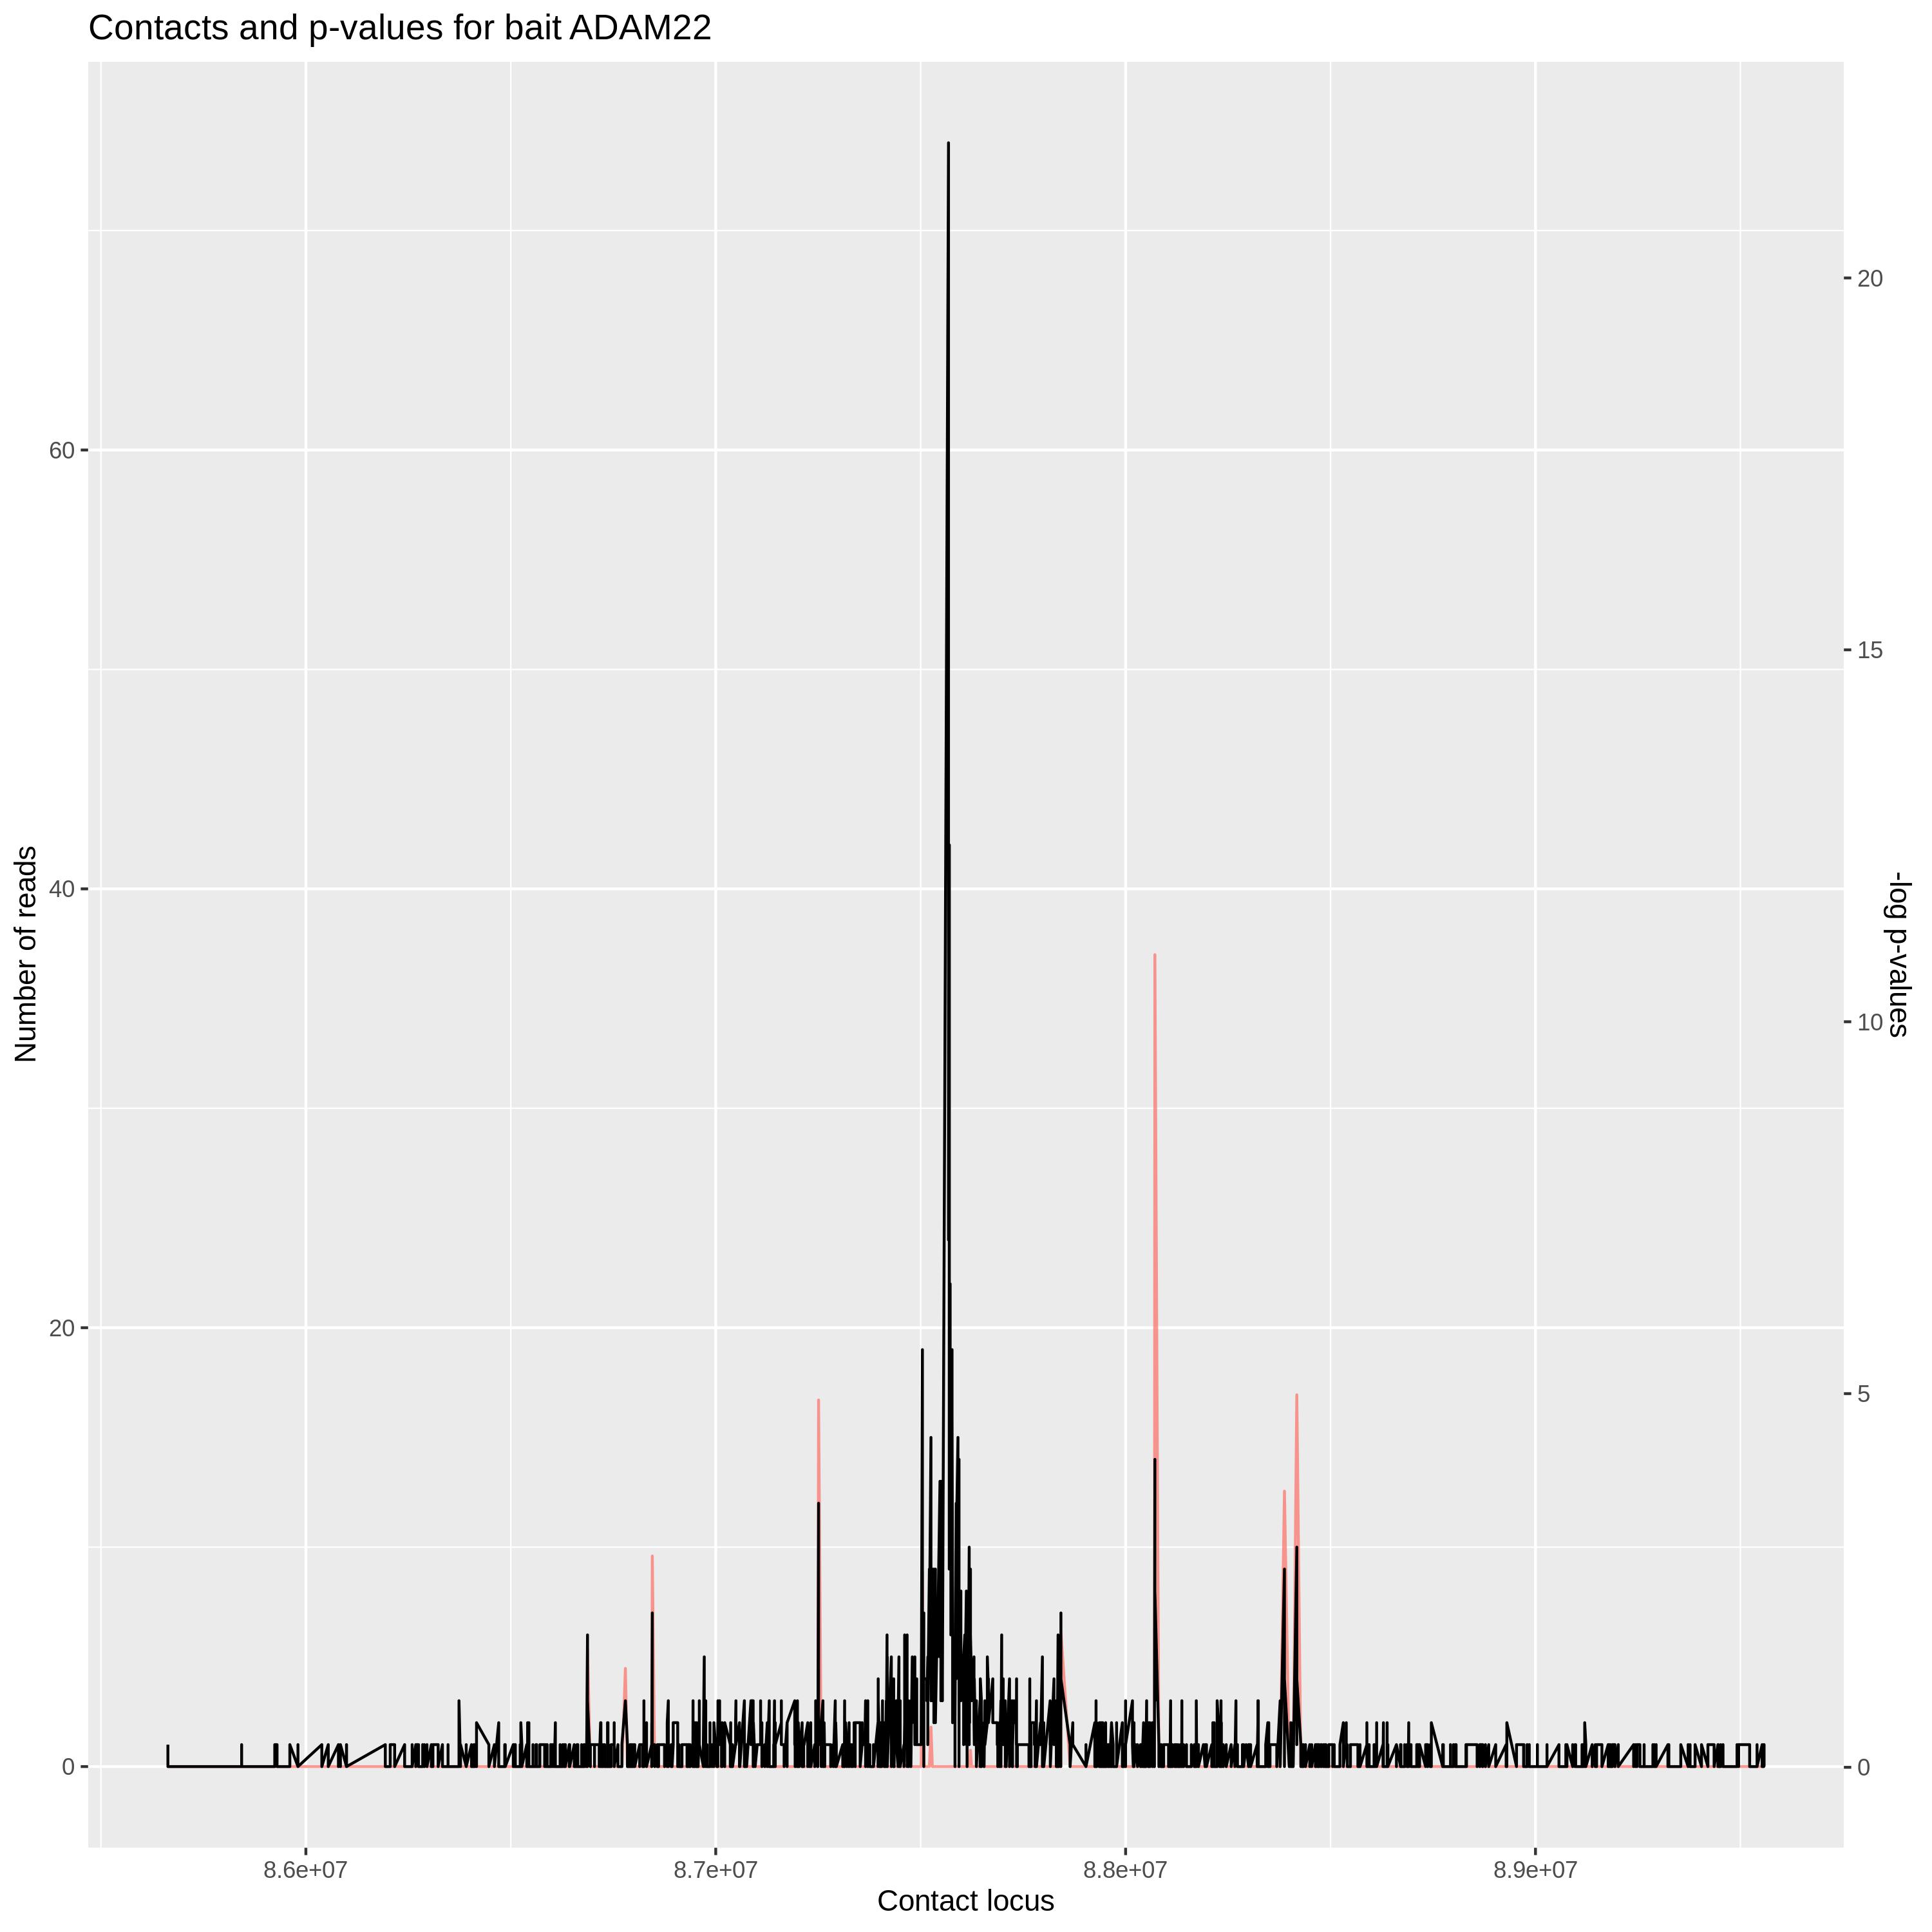 Contacts and p-values for bait ADAM22
Number of reads
60
40
20
0
20
15
10
5
0
-log p-values
8.6e+07
8.7e+07
8.8e+07
8.9e+07
Contact locus